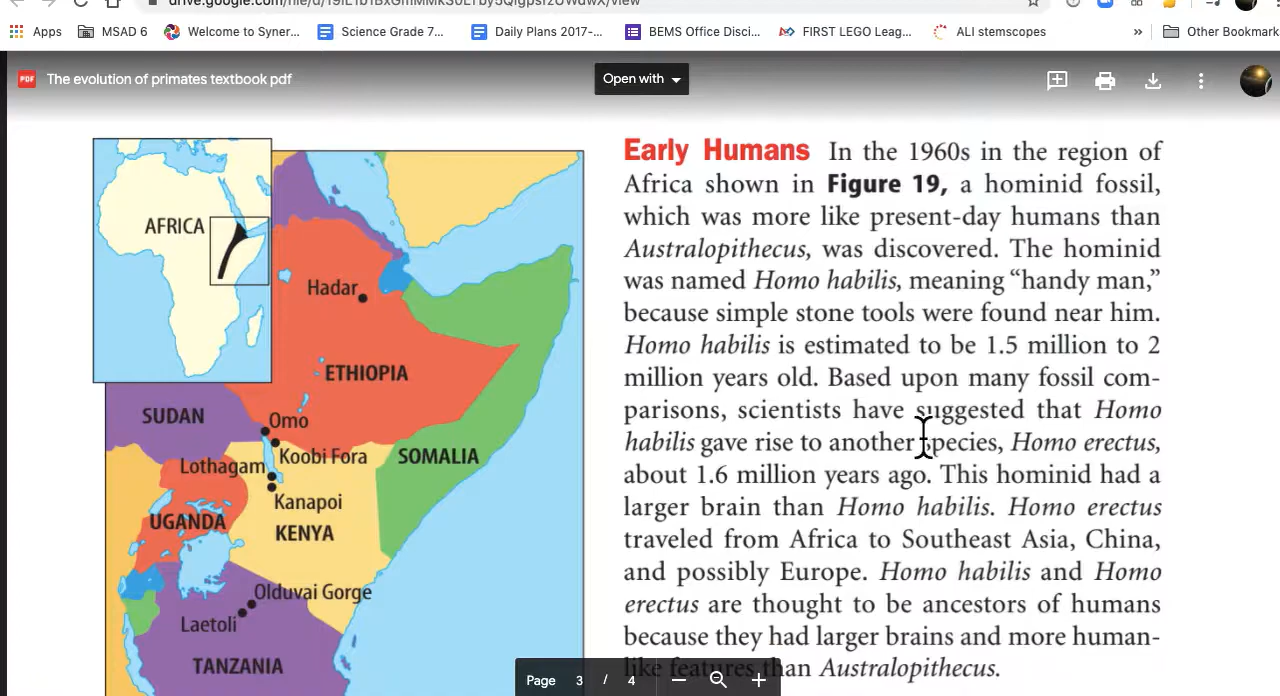 Apps
MSAD 6
Welcome to Syner...
Science Grade 7...
Daily Plans 2017-...
BEMS Office Disci...
FIRST LEGO Leag...
ALI stemscopes
»
Other Bookmark
PDF
The evolution of primates textbook pdf
Open with
AFRICA
Hadar
ETHIOPIA
SUDAN
Omo
Koobi Fora
SOMALIA
Lothagam
Kanapoi
UGANDA
KENYA
Olduvai Gorge
Laetoli
TANZANIA
Early Humans In the 1960s in the region of
Africa shown in Figure 19, a hominid fossil,
which was more like present-day humans than
Australopithecus, was discovered. The hominid
was named Homo habilis, meaning “handy man,”
because simple stone tools were found near him.
Homo habilis is estimated to be 1.5 million to 2
million years old. Based upon many fossil com-
parisons, scientists have suggested that Homo
habilis gave rise to another species, Homo erectus,
about 1.6 million years ago. This hominid had a
larger brain than Homo habilis. Homo erectus
traveled from Africa to Southeast Asia, China,
and possibly Europe. Homo habilis and Homo
erectus are thought to be ancestors of humans
because they had larger brains and more human-
like features than Australopithecus.
Page 3 / 4